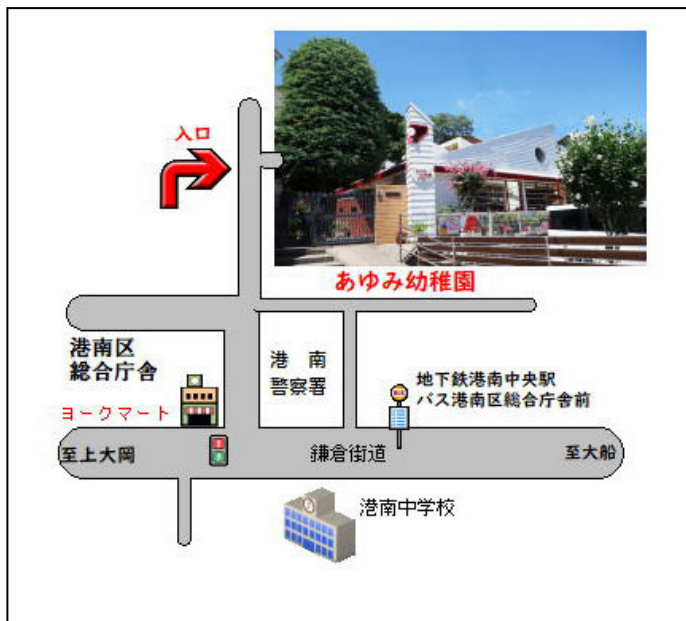 入口
あゆみ幼稚園
港南区
総合庁舎
港　南
警察署
地下鉄港南中央駅
バス港南区総合庁舎前
ヨークマート
至上大岡
鎌倉街道
至大船
港南中学校